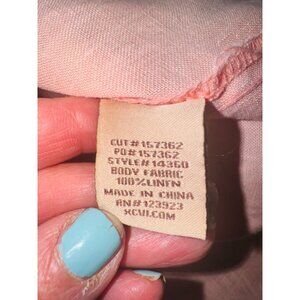 CUT#157362
PO#157362
STYLE#14360
BODY FABRIC
100%LINEN
MADE IN CHINA
RN#123923
XCVI.COM